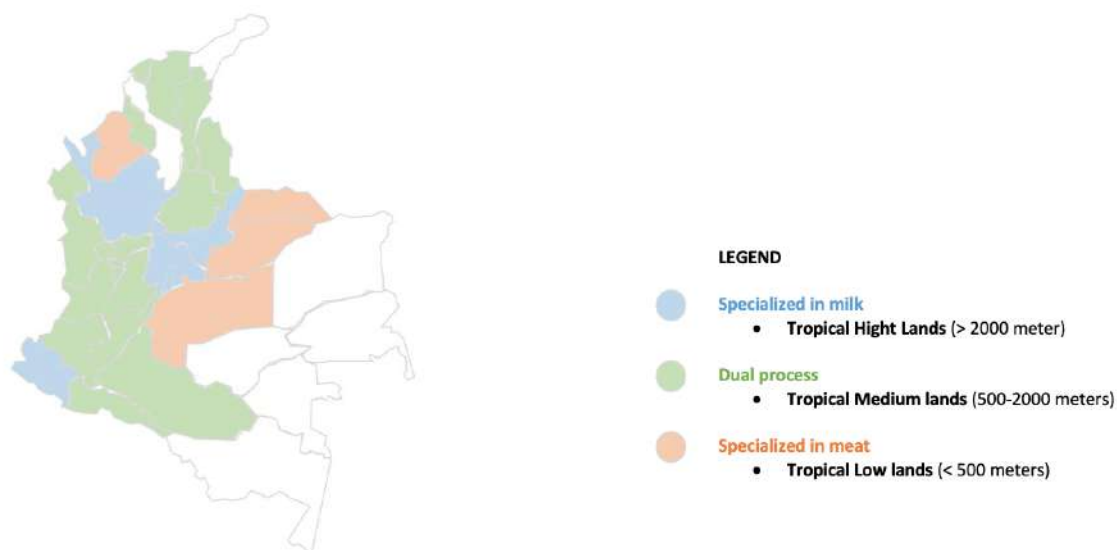 LEGEND
Specialized in milk
• Tropical Hight Lands (> 2000 meter)
Dual process
• Tropical Medium lands (500-2000 meters)
Specialized in meat
• Tropical Low lands (< 500 meters)